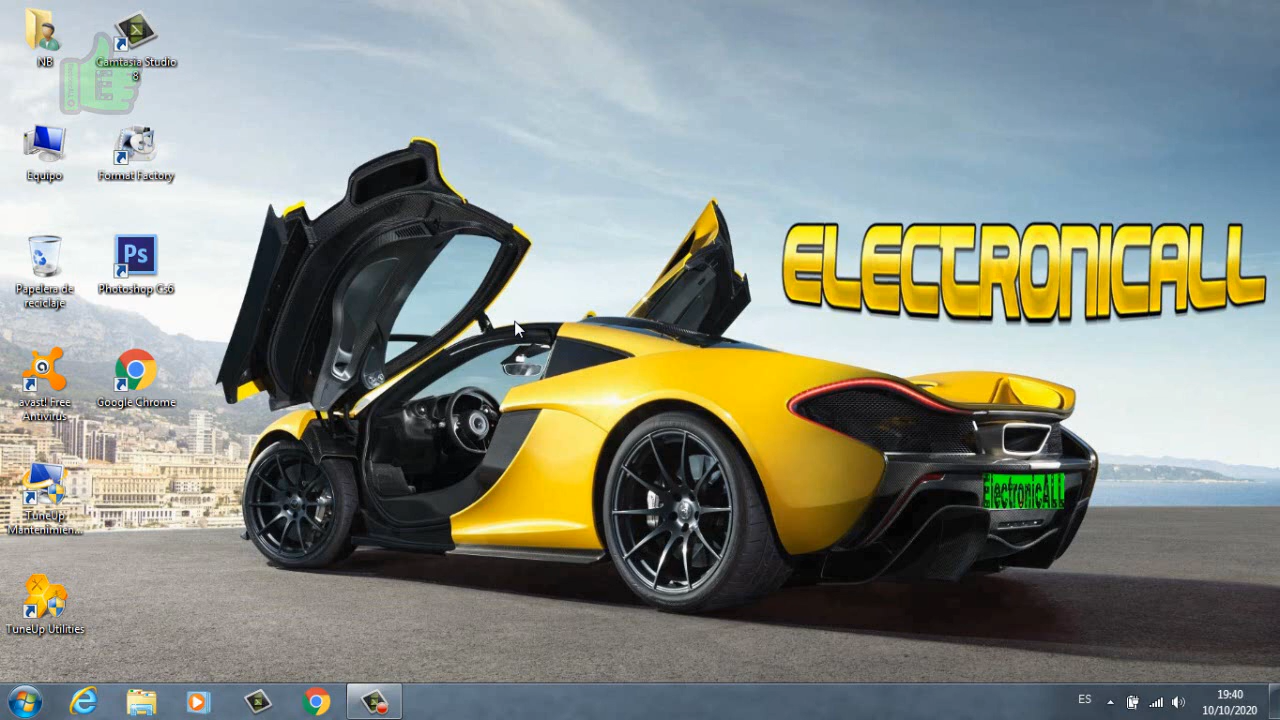 NB
Camtasia Studio
8
Equipo
Format Factory
Papelera de
reciclaje
Ps
Photoshop Cs6
avast! Free
Antivirus
Google Chrome
TuneUp
Mantenimien...
TuneUp Utilities
ELECTRONICALL
ElectronicALL
ES
19:40
10/10/2020